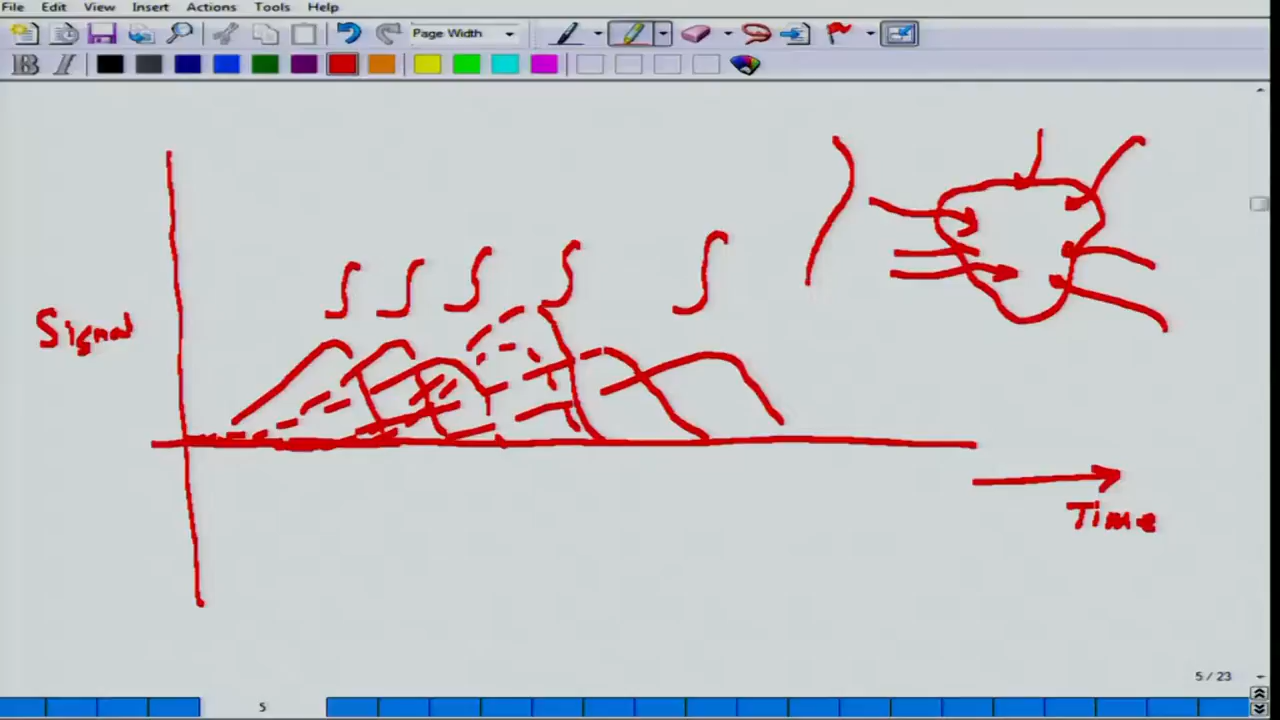 File Edit View Insert Actions Tools Help
Page Width
B I
∫ ∫ ∫ ∫ ∫
Signal
Time
5 / 23
5